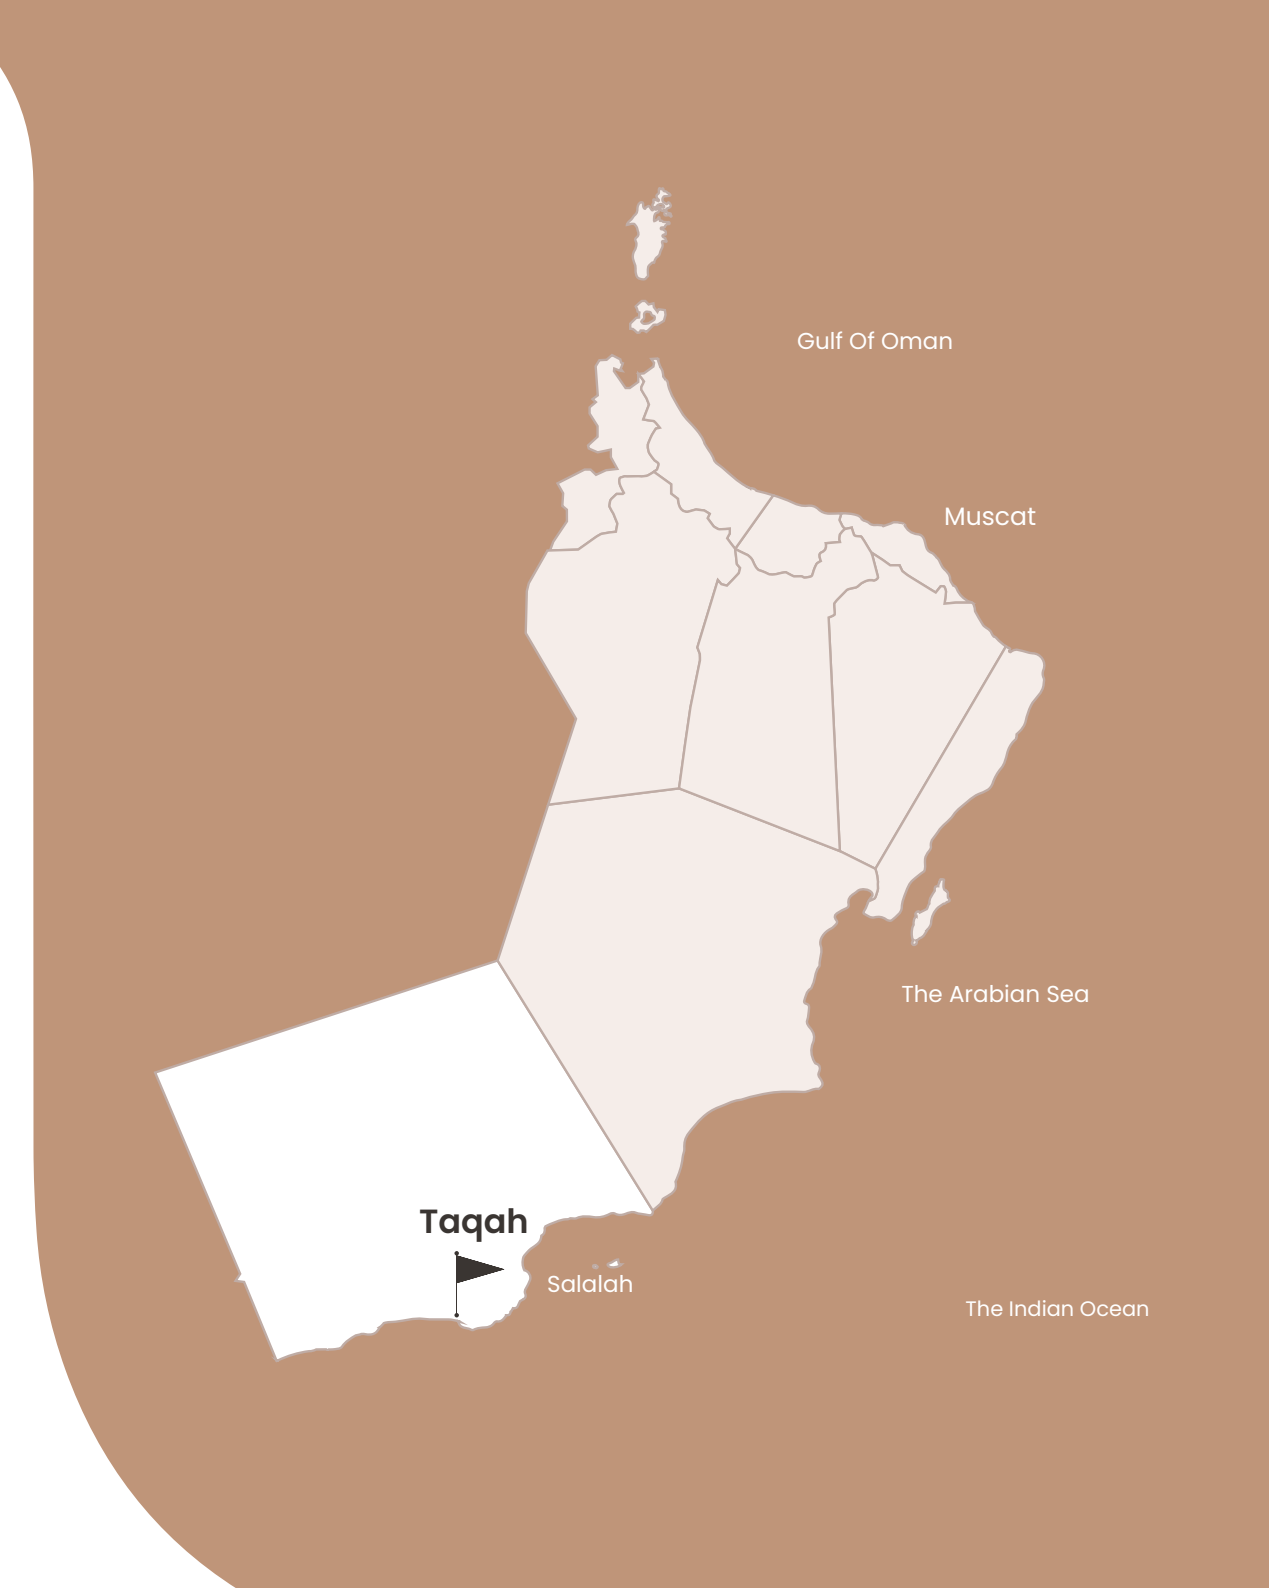 Gulf Of Oman
Muscat
The Arabian Sea
Taqah
Salalah
The Indian Ocean